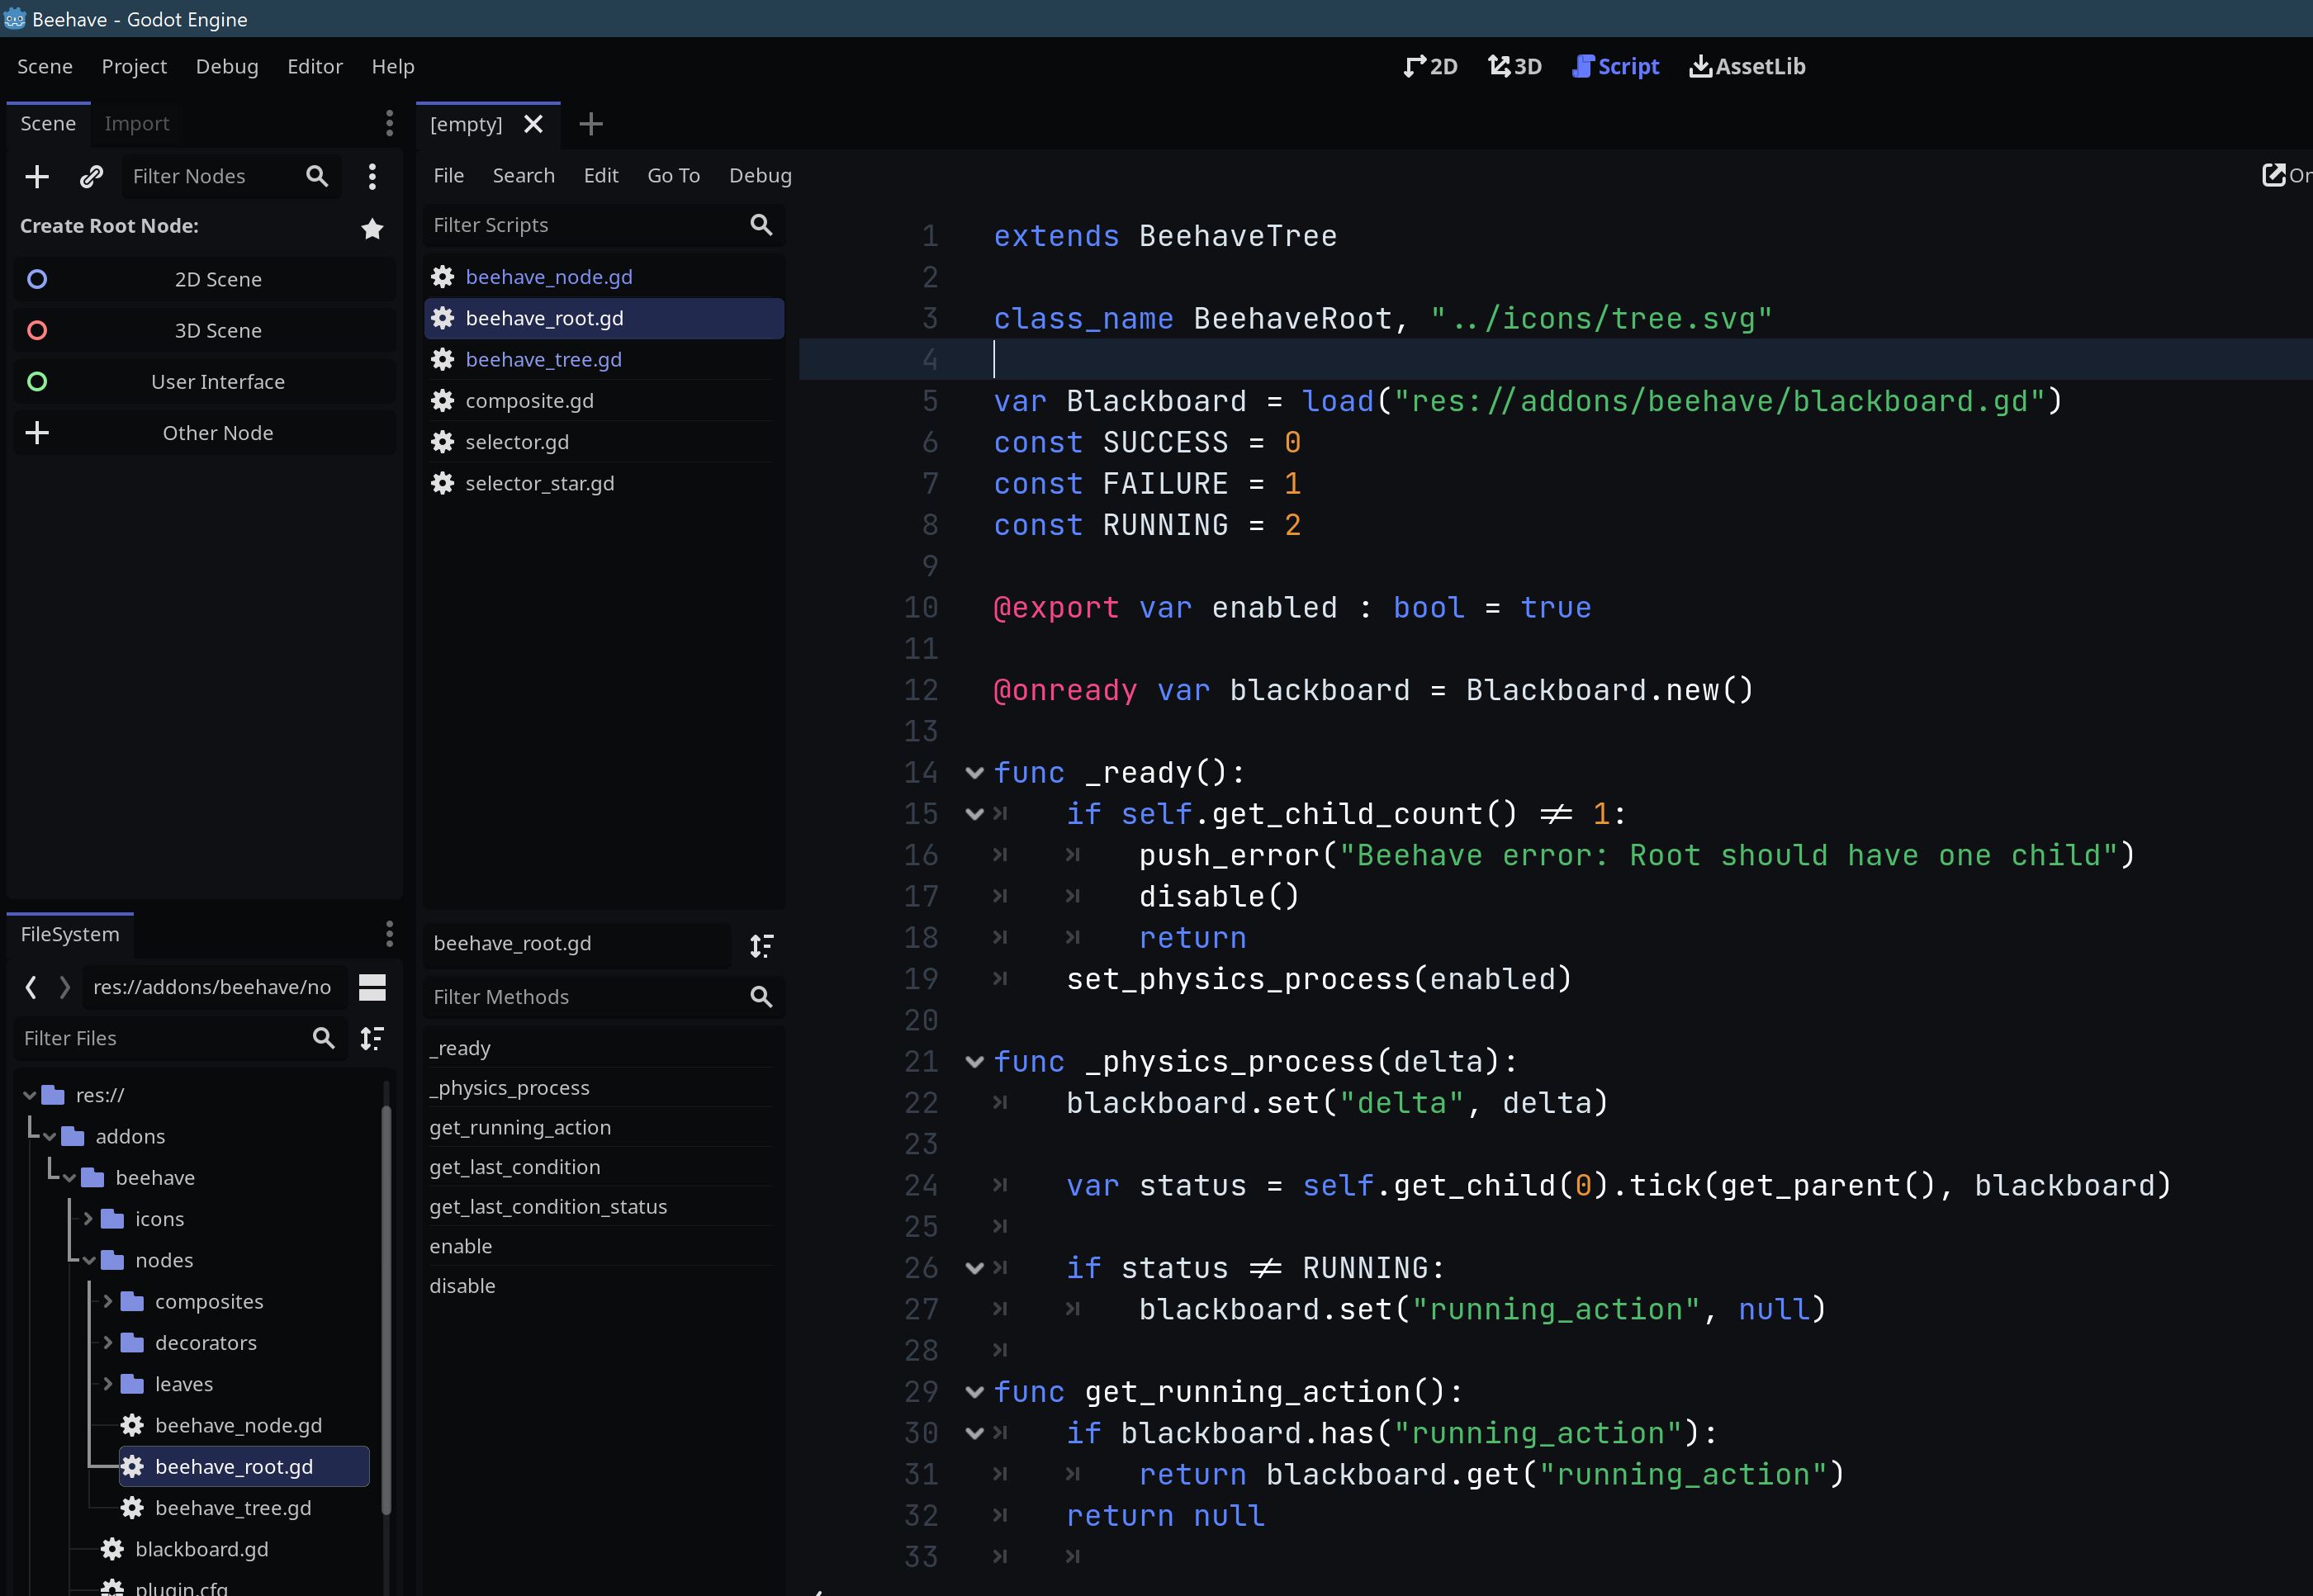 Beehave - Godot Engine
Scene Project Debug Editor Help
2D 3D Script AssetLib
Scene Import
Filter Nodes
Create Root Node:
2D Scene
3D Scene
User Interface
Other Node
FileSystem
res://addons/beehave/no
Filter Files
res://
addons
beehave
icons
nodes
composites
decorators
leaves
beehave_node.gd
beehave_root.gd
beehave_tree.gd
blackboard.gd
plugin.cfg
[empty]
File Search Edit Go To Debug
Filter Scripts
beehave_node.gd
beehave_root.gd
beehave_tree.gd
composite.gd
selector.gd
selector_star.gd
beehave_root.gd
Filter Methods
_ready
_physics_process
get_running_action
get_last_condition
get_last_condition_status
enable
disable
1 extends BeehaveTree
2
3 class_name BeehaveRoot, "../icons/tree.svg"
4
5 var Blackboard = load("res://addons/beehave/blackboard.gd")
6 const SUCCESS = 0
7 const FAILURE = 1
8 const RUNNING = 2
9
10 @export var enabled : bool = true
11
12 @onready var blackboard = Blackboard.new()
13
14 func _ready():
15 if self.get_child_count() != 1:
16 push_error("Beehave error: Root should have one child")
17 disable()
18 return
19 set_physics_process(enabled)
20
21 func _physics_process(delta):
22 blackboard.set("delta", delta)
23
24 var status = self.get_child(0).tick(get_parent(), blackboard)
25
26 if status != RUNNING:
27 blackboard.set("running_action", null)
28
29 func get_running_action():
30 if blackboard.has("running_action"):
31 return blackboard.get("running_action")
32 return null
33